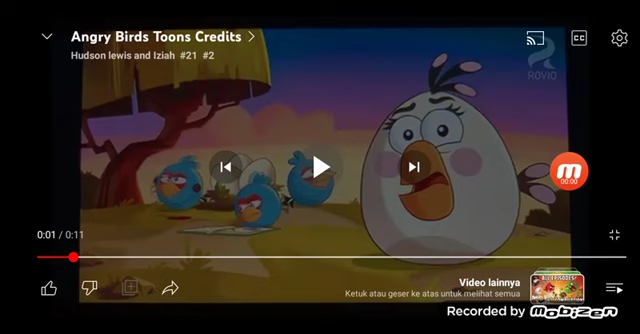 Angry Birds Toons Credits
Hudson lewis and Iziah #21 #2
CC
ROVIO
00:00
0:01 / 0:11
Video lainnya
Ketuk atau geser ke atas untuk melihat semua
Recorded by mobizen